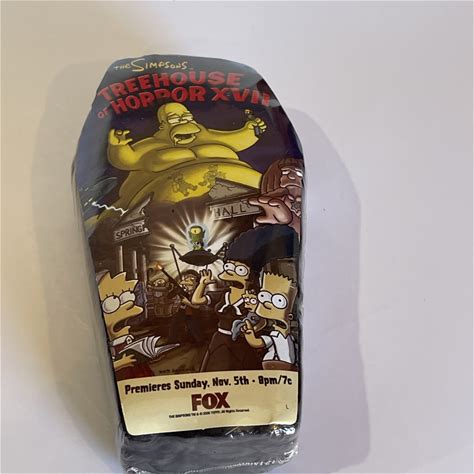 THE SIMPSONS
TREEHOUSE
OF HORROR XVII
SPRING
HALL
Premieres Sunday, Nov. 5th - 8pm/7c
FOX
L